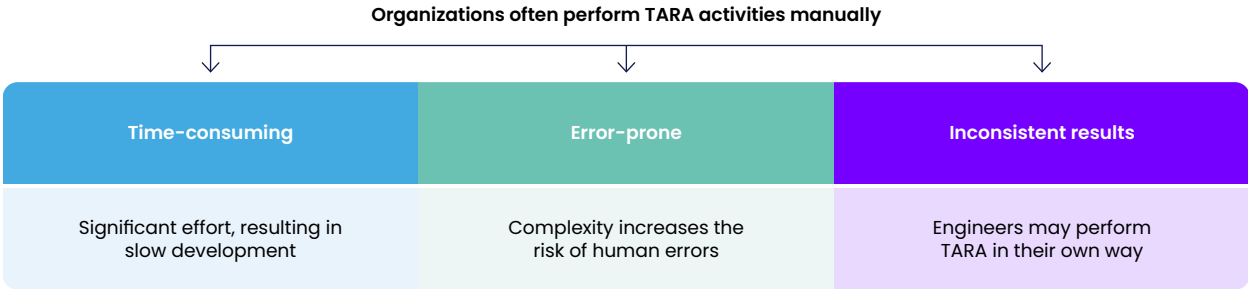 Organizations often perform TARA activities manually
Time-consuming
Error-prone
Inconsistent results
Significant effort, resulting in
slow development
Complexity increases the
risk of human errors
Engineers may perform
TARA in their own way